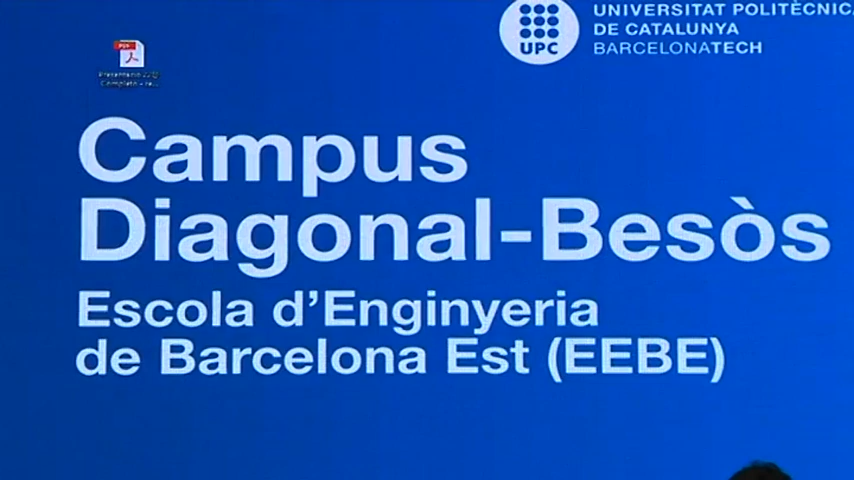 UPC
UNIVERSITAT POLITÈCNICA
DE CATALUNYA
BARCELONATECH
PDF
Campus
Diagonal-Besòs
Escola d'Enginyeria
de Barcelona Est (EEBE)